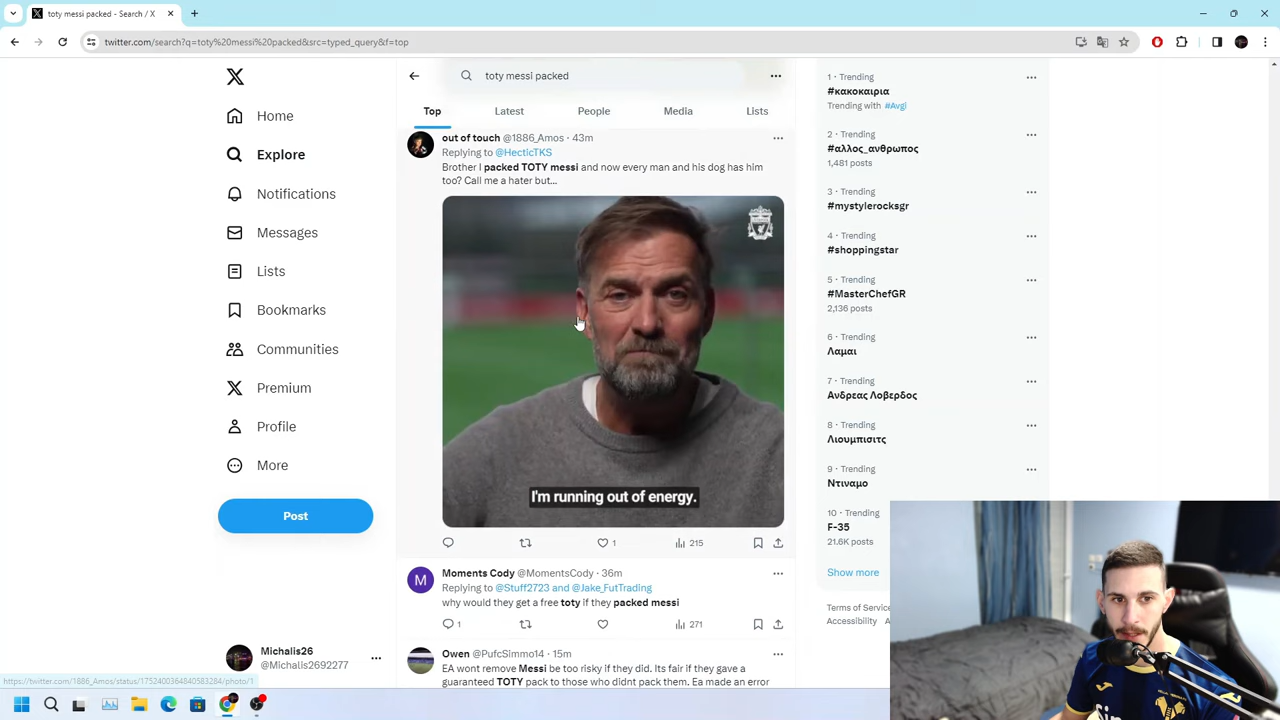 toty messi packed - Search / X
twitter.com/search?q=toty%20messi%20packed&src=typed_query&f=top
toty messi packed
Top
Latest
People
Media
Lists
Home
Explore
Notifications
Messages
Lists
Bookmarks
Communities
Premium
Profile
More
Post
Michalis26
@Michalis2692277
out of touch @1886_Amos · 43m
Replying to @HecticTKS
Brother I packed TOTY messi and now every man and his dog has him
too? Call me a hater but...
I'm running out of energy.
1
215
Moments Cody @MomentsCody · 36m
Replying to @Stuff2723 and @Jake_FutTrading
why would they get a free toty if they packed messi
1
271
Owen @PufcSimmo14 · 15m
EA wont remove Messi be too risky if they did. Its fair if they gave a
guaranteed TOTY pack to those who didnt pack them. Ea made an error
1 · Trending
#κακοκαιρια
Trending with #Avgi
2 · Trending
#αλλος_ανθρωπος
1,481 posts
3 · Trending
#mystylerocksgr
4 · Trending
#shoppingstar
5 · Trending
#MasterChefGR
2,136 posts
6 · Trending
Λαμαι
7 · Trending
Ανδρεας Λοβερδος
8 · Trending
Λιουμπισιτς
9 · Trending
Ντιναμο
10 · Trending
F-35
21.6K posts
Show more
Terms of Service
Accessibility
https://twitter.com/1886_Amos/status/1752400364840583284/photo/1